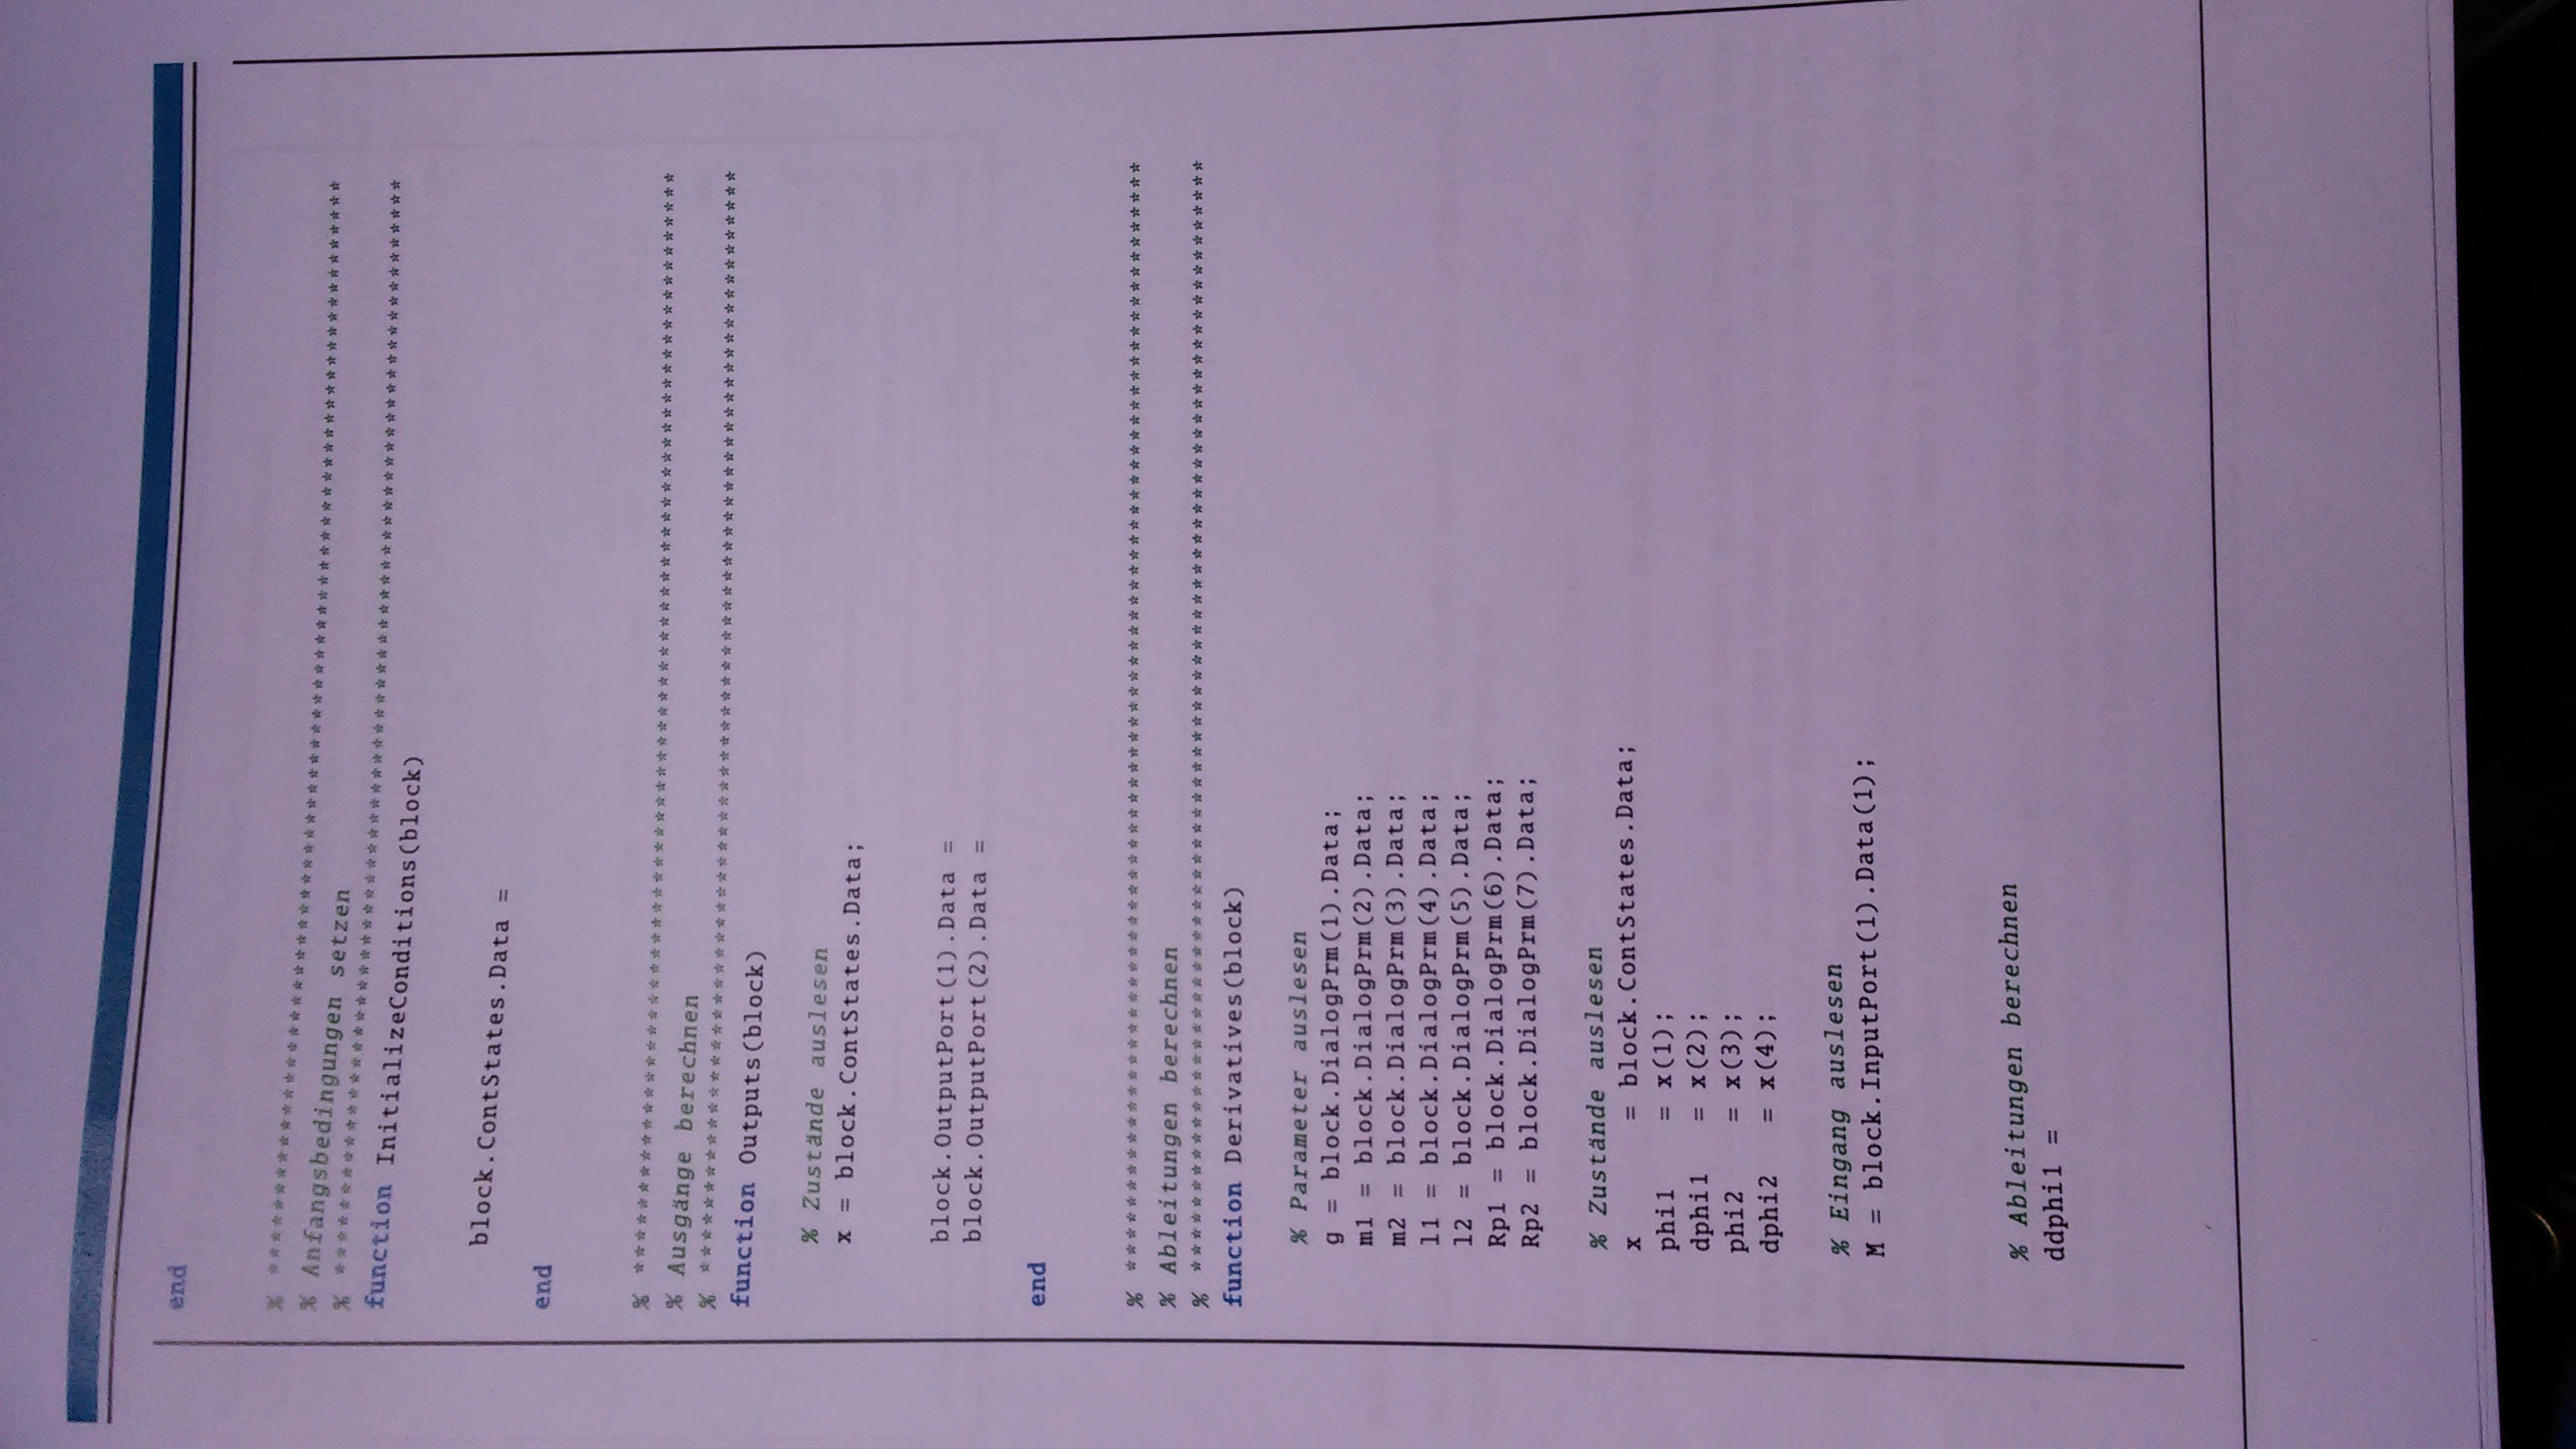 end
% **********************************************************************
% Anfangsbedingungen setzen
% **********************************************************************
function InitializeConditions(block)
block.ContStates.Data =
end
% **********************************************************************
% Ausgänge berechnen
% **********************************************************************
function Outputs(block)
% Zustände auslesen
x = block.ContStates.Data;
block.OutputPort(1).Data =
block.OutputPort(2).Data =
end
% **********************************************************************
% Ableitungen berechnen
% **********************************************************************
function Derivatives(block)
% Parameter auslesen
g = block.DialogPrm(1).Data;
m1 = block.DialogPrm(2).Data;
m2 = block.DialogPrm(3).Data;
l1 = block.DialogPrm(4).Data;
l2 = block.DialogPrm(5).Data;
Rp1 = block.DialogPrm(6).Data;
Rp2 = block.DialogPrm(7).Data;
% Zustände auslesen
x = block.ContStates.Data;
phi1 = x(1);
dphi1 = x(2);
phi2 = x(3);
dphi2 = x(4);
% Eingang auslesen
M = block.InputPort(1).Data(1);
% Ableitungen berechnen
ddphi1 =